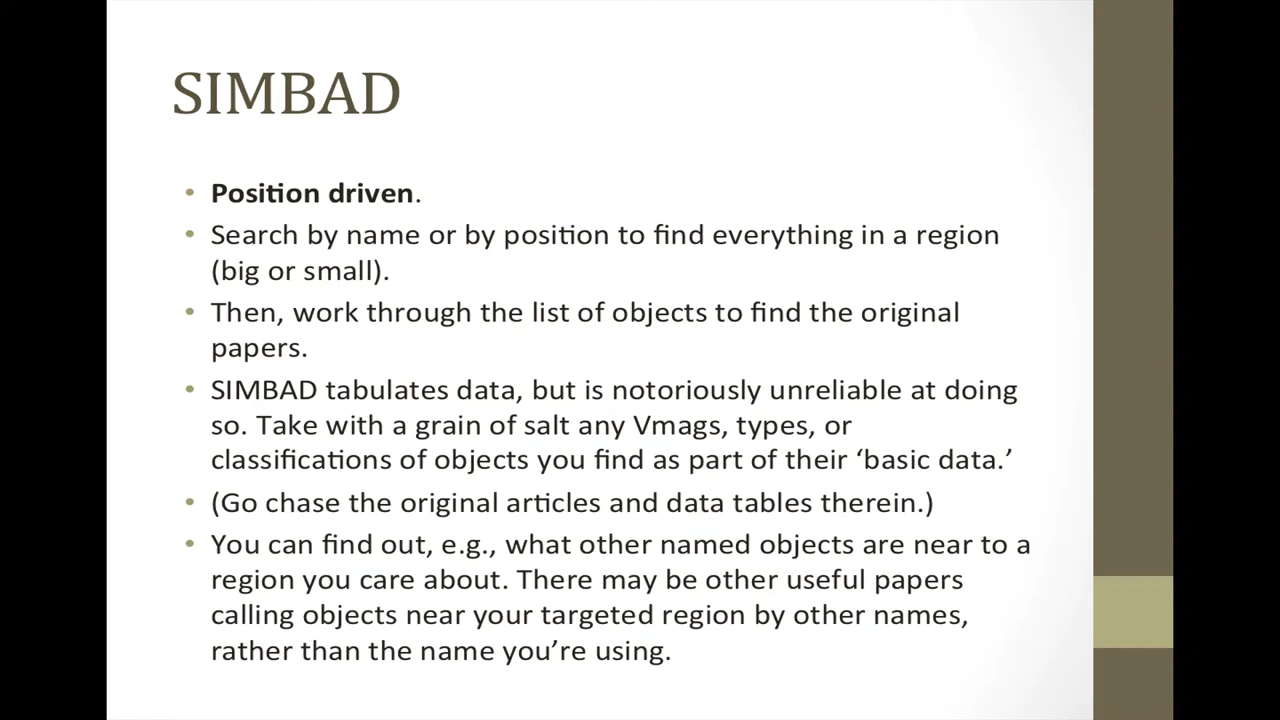 SIMBAD
• Position driven.
• Search by name or by position to find everything in a region
(big or small).
• Then, work through the list of objects to find the original
papers.
• SIMBAD tabulates data, but is notoriously unreliable at doing
so. Take with a grain of salt any Vmags, types, or
classifications of objects you find as part of their ‘basic data.’
• (Go chase the original articles and data tables therein.)
• You can find out, e.g., what other named objects are near to a
region you care about. There may be other useful papers
calling objects near your targeted region by other names,
rather than the name you’re using.